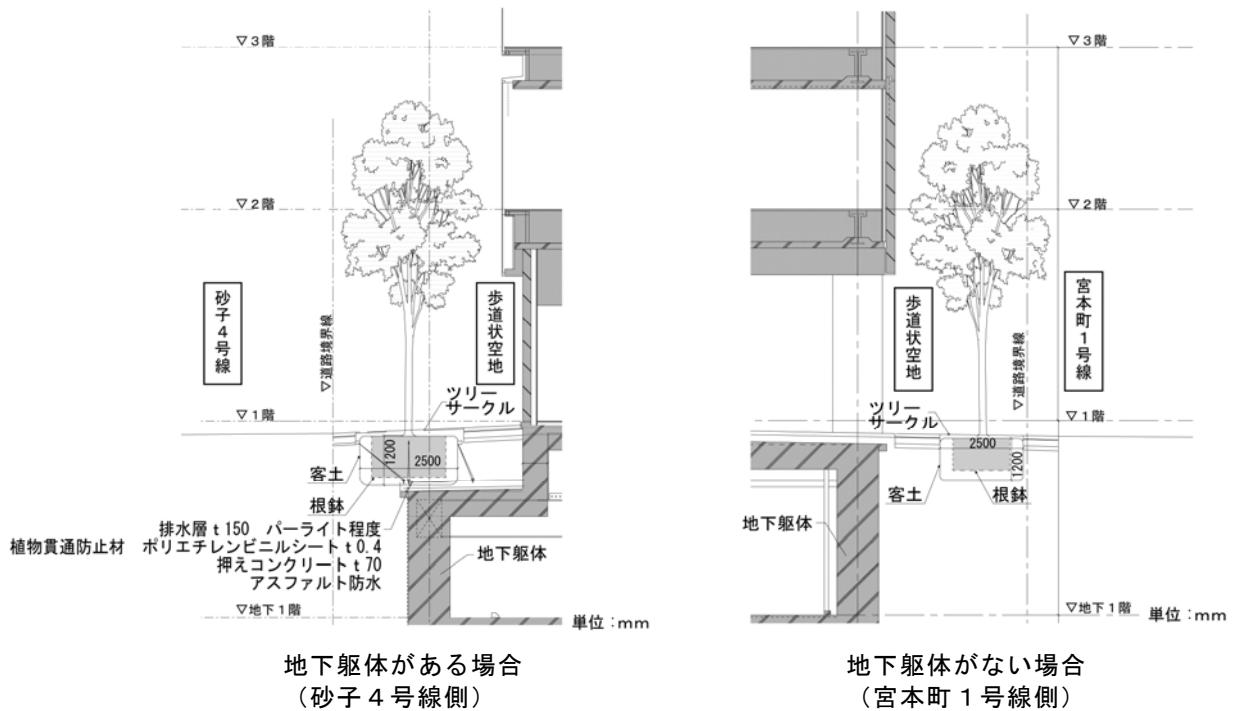 ▽3階
▽2階
砂子4号線
▽道路境界線
歩道状空地
ツリー
サークル
▽1階
1200
2500
客土
根鉢
排水層t150 パーライト程度
植物貫通防止材 ポリエチレンビニルシートt0.4
押えコンクリートt70
アスファルト防水
地下躯体
▽地下1階
単位:mm
地下躯体がある場合
(砂子4号線側)
▽3階
▽2階
宮本町1号線
歩道状空地
▽道路境界線
ツリー
サークル
▽1階
2500
1200
客土
根鉢
地下躯体
▽地下1階
単位:mm
地下躯体がない場合
(宮本町1号線側)